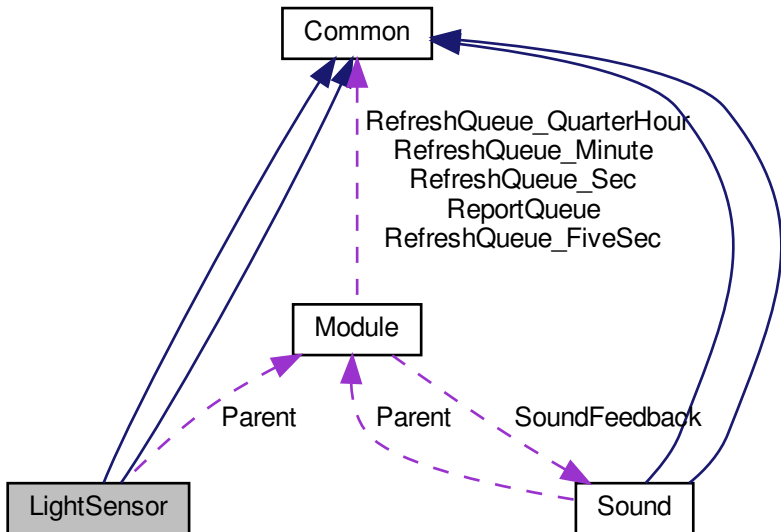 Common
RefreshQueue_QuarterHour
RefreshQueue_Minute
RefreshQueue_Sec
ReportQueue
RefreshQueue_FiveSec
Module
Parent
Parent
SoundFeedback
LightSensor
Sound